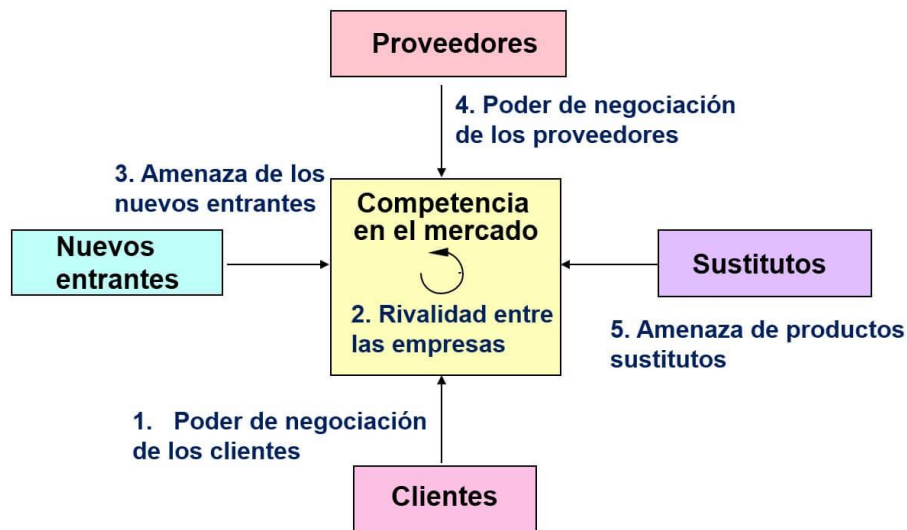 Proveedores
4. Poder de negociación
de los proveedores
3. Amenaza de los
nuevos entrantes
Competencia
en el mercado
Nuevos
entrantes
Sustitutos
2. Rivalidad entre
las empresas
5. Amenaza de productos
sustitutos
1. Poder de negociación
de los clientes
Clientes